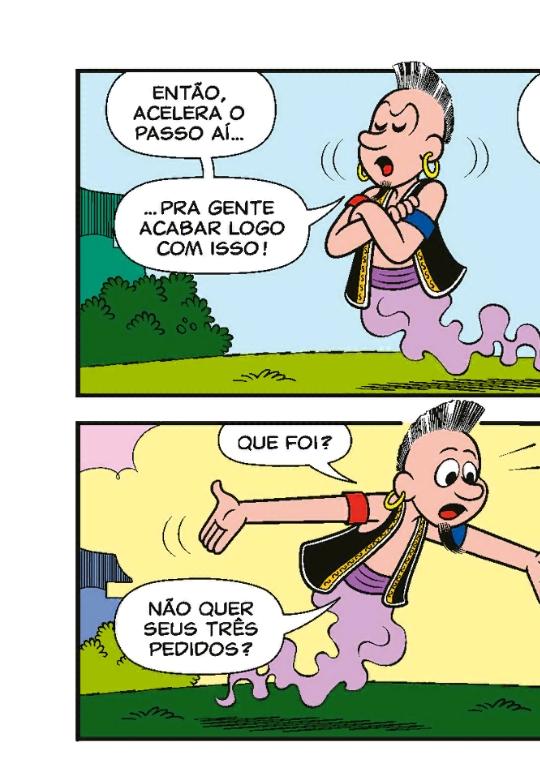 ENTÃO,
ACELERA O
PASSO AÍ...
...PRA GENTE
ACABAR LOGO
COM ISSO!
QUE FOI?
NÃO QUER
SEUS TRÊS
PEDIDOS?